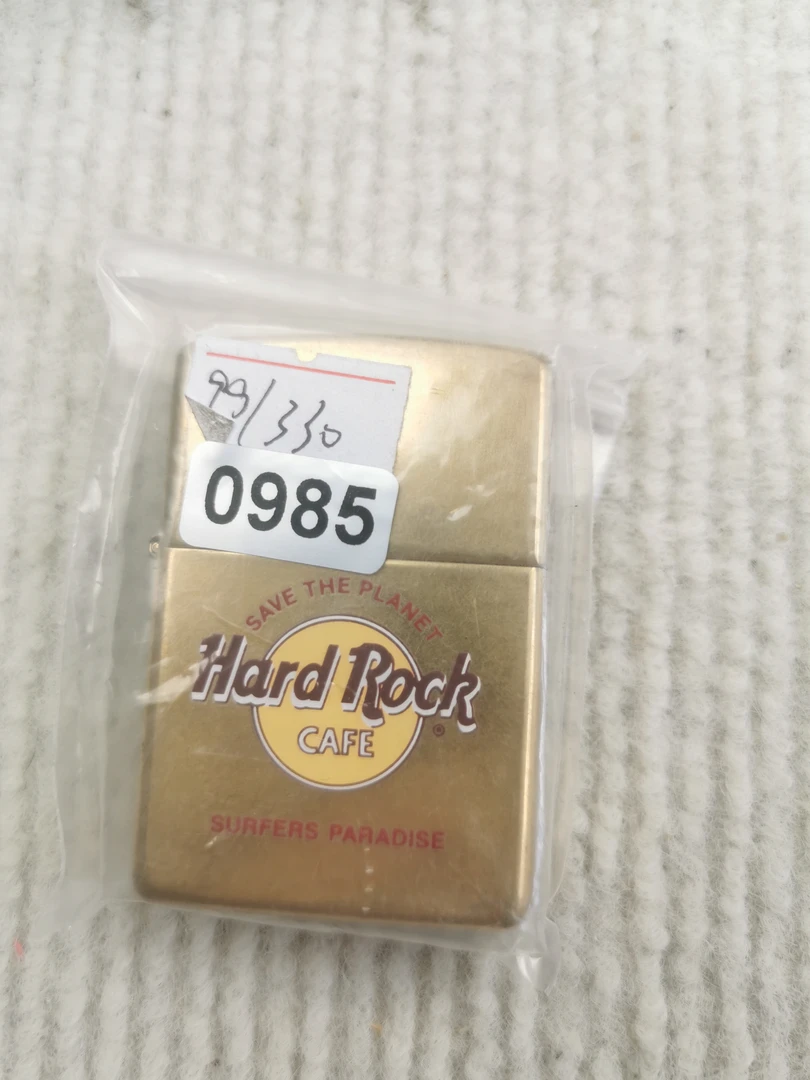 99/330
0985
SAVE THE PLANET
Hard Rock
CAFE
®
SURFERS PARADISE